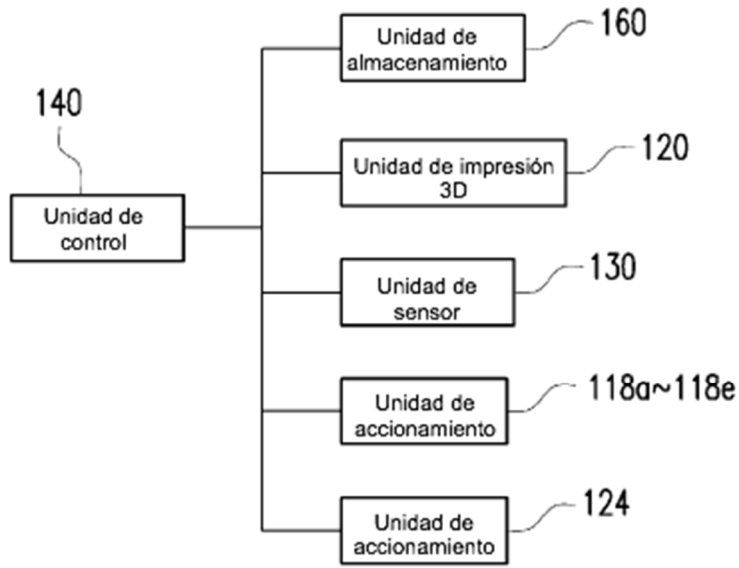 160
Unidad de
almacenamiento
140
120
Unidad de impresión
3D
Unidad de
control
130
Unidad de
sensor
118a~118e
Unidad de
accionamiento
124
Unidad de
accionamiento